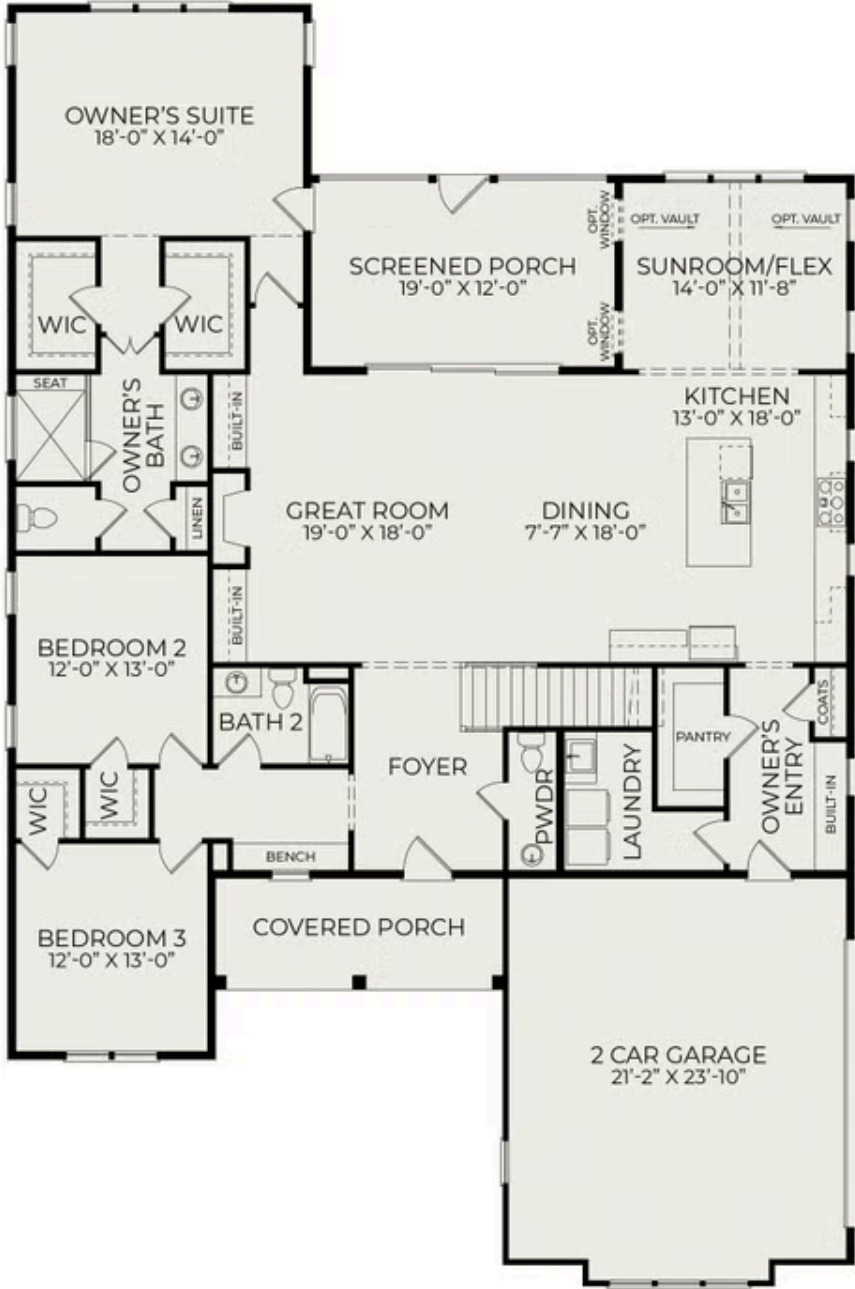 OWNER'S SUITE
18'-0" X 14'-0"
OPT.
WINDOW
OPT. VAULT
OPT. VAULT
SCREENED PORCH
19'-0" X 12'-0"
SUNROOM/FLEX
14'-0" X 11'-8"
WIC
WIC
OPT.
WINDOW
SEAT
OWNER'S
BATH
BUILT-IN
KITCHEN
13'-0" X 18'-0"
LINEN
GREAT ROOM
19'-0" X 18'-0"
DINING
7'-7" X 18'-0"
BUILT-IN
BEDROOM 2
12'-0" X 13'-0"
BATH 2
FOYER
PANTRY
COATS
OWNER'S
ENTRY
WIC
WIC
PWDR
LAUNDRY
BUILT-IN
BENCH
COVERED PORCH
BEDROOM 3
12'-0" X 13'-0"
2 CAR GARAGE
21'-2" X 23'-10"